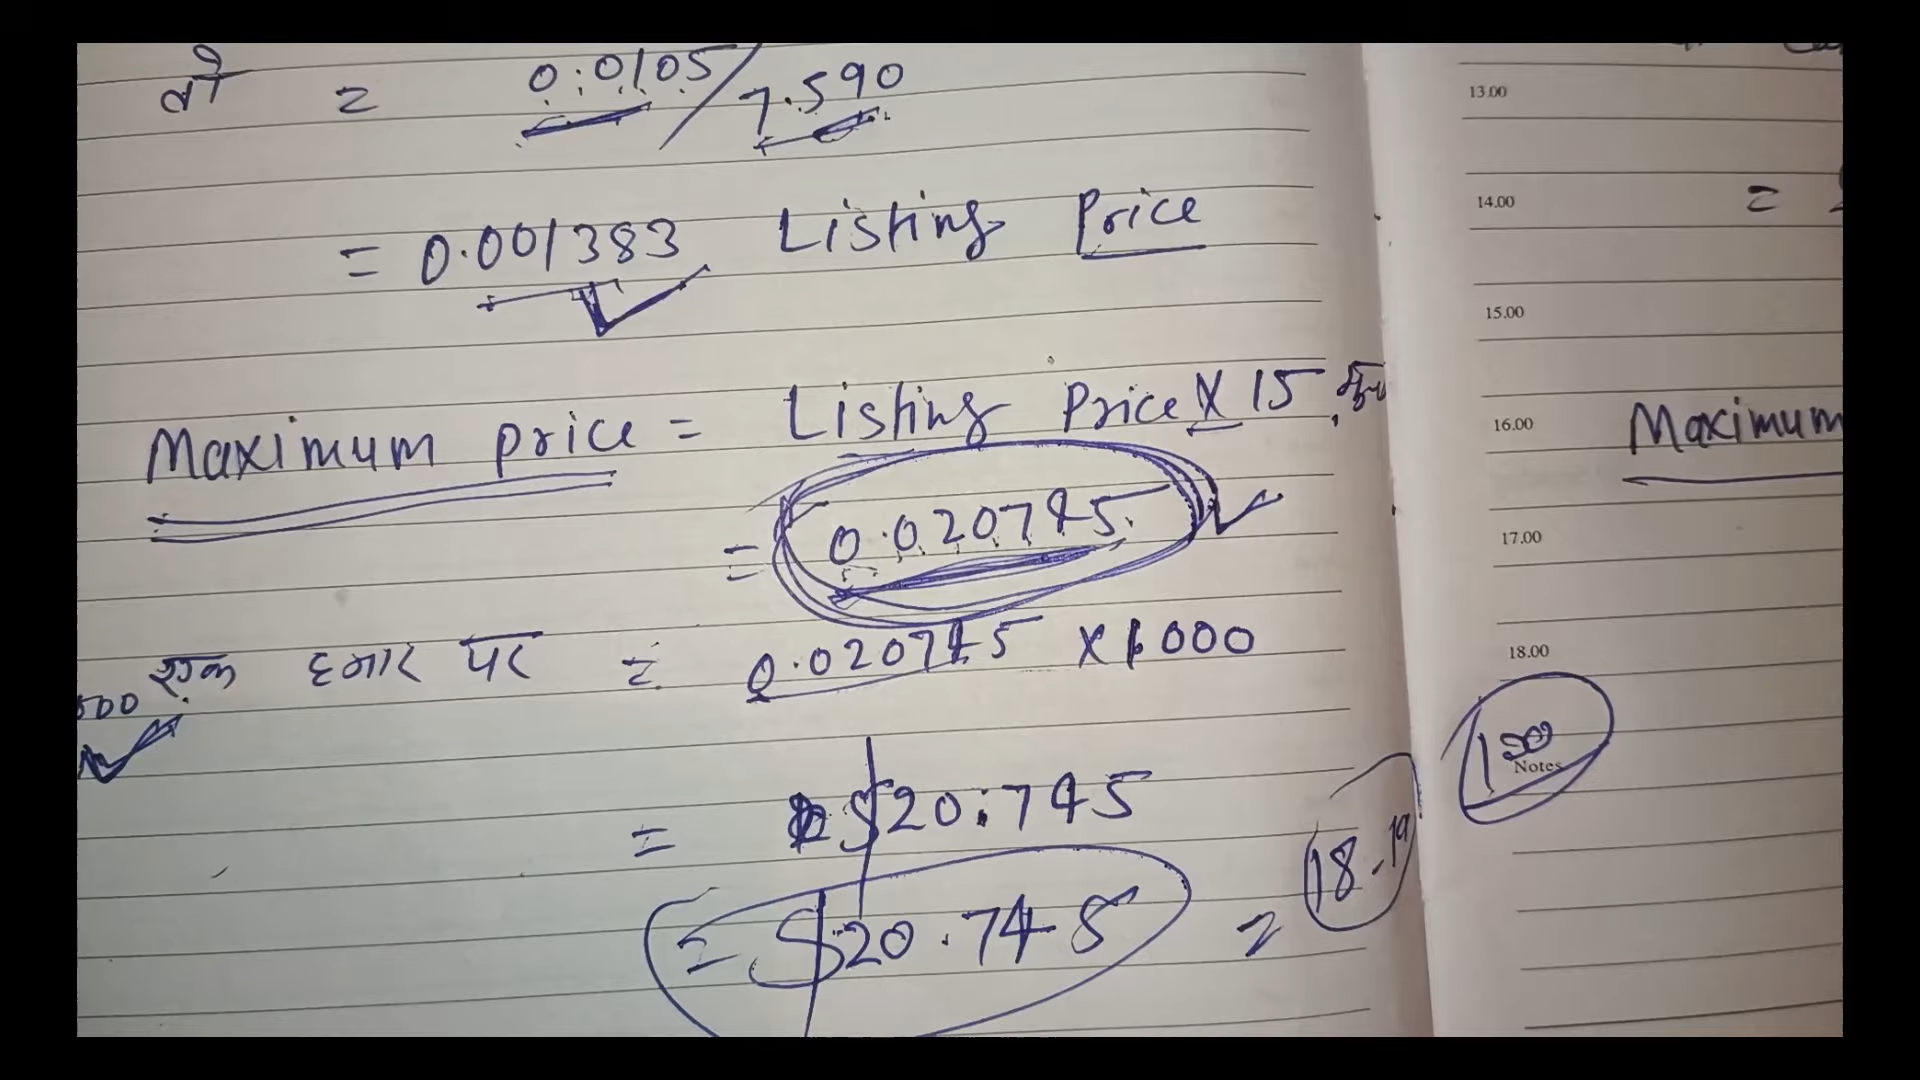 तो = 0.0105/7.590
= 0.001383 Listing Price
Maximum price = Listing Price X 15
= 0.020745
एक हजार पर = 0.020745 X 1000
= $20.745
= $20.745 = 18-19
13.00
14.00
=
15.00
16.00 Maximum
17.00
18.00
Notes